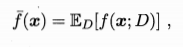 f̄(𝒙) = 𝔼_D[f(𝒙; D)] ,